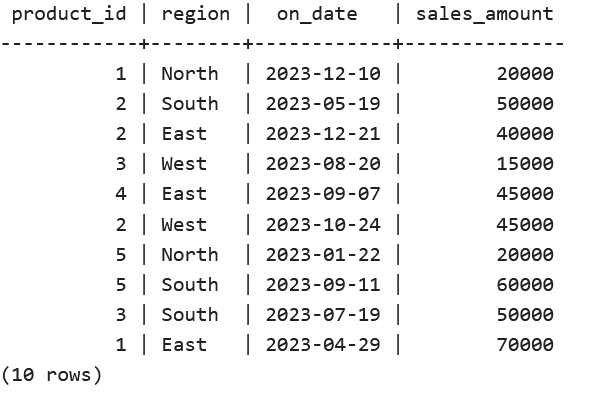 product_id | region |  on_date   | sales_amount
------------+--------+------------+--------------
          1 | North  | 2023-12-10 |        20000
          2 | South  | 2023-05-19 |        50000
          2 | East   | 2023-12-21 |        40000
          3 | West   | 2023-08-20 |        15000
          4 | East   | 2023-09-07 |        45000
          2 | West   | 2023-10-24 |        45000
          5 | North  | 2023-01-22 |        20000
          5 | South  | 2023-09-11 |        60000
          3 | South  | 2023-07-19 |        50000
          1 | East   | 2023-04-29 |        70000
(10 rows)